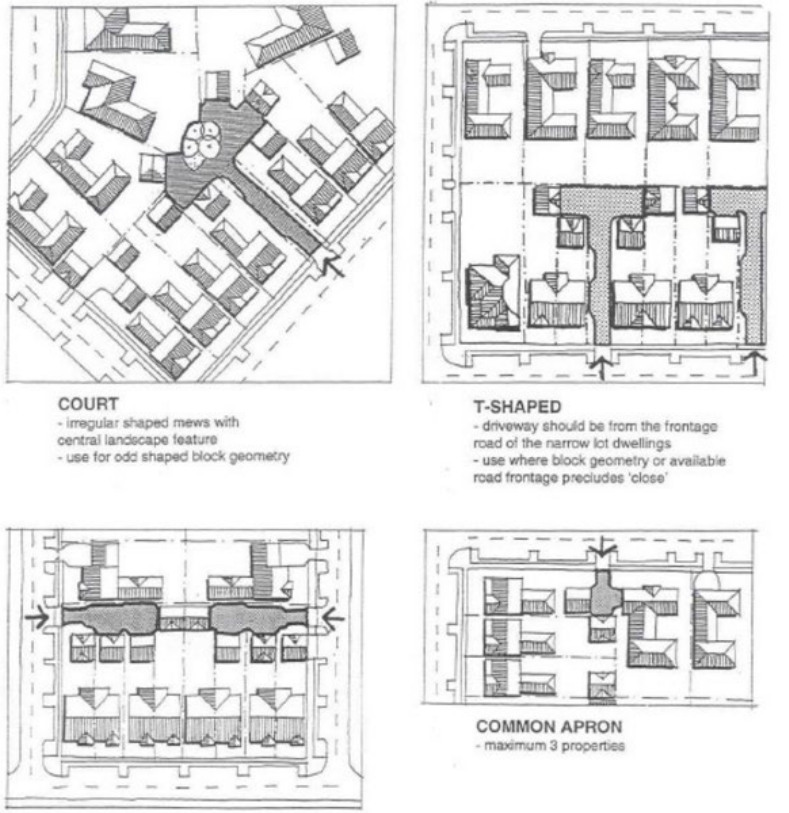 COURT
- irregular shaped mews with
central landscape feature
- use for odd shaped block geometry
T-SHAPED
- driveway should be from the frontage
road of the narrow lot dwellings
- use where block geometry or available
road frontage precludes 'close'
COMMON APRON
- maximum 3 properties